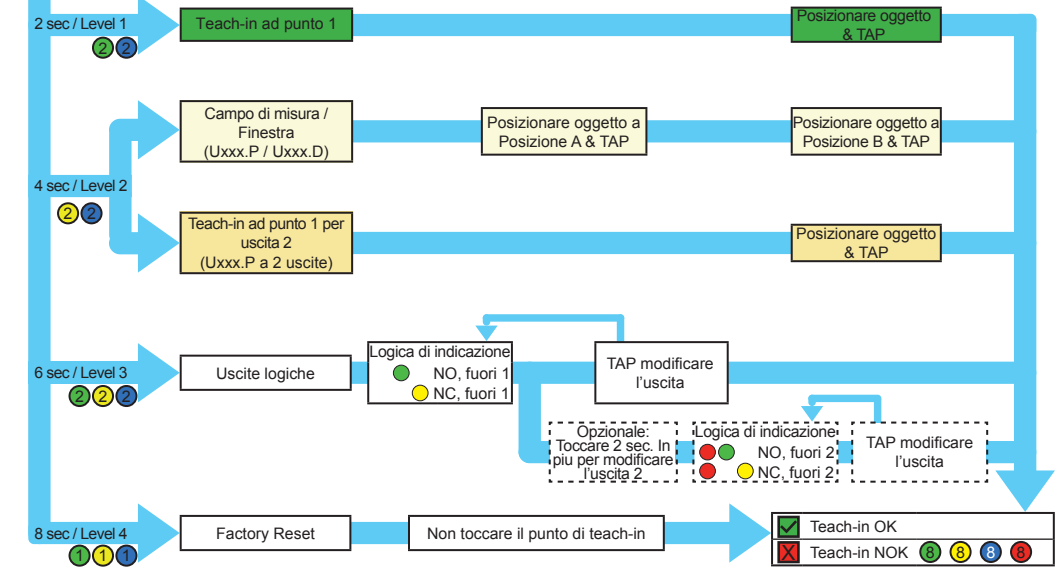 2 sec / Level 1
2 2
Teach-in ad punto 1
Posizionare oggetto
& TAP
Campo di misura /
Finestra
(Uxxx.P / Uxxx.D)
Posizionare oggetto a
Posizione A & TAP
Posizionare oggetto a
Posizione B & TAP
4 sec / Level 2
2 2
Teach-in ad punto 1 per
uscita 2
(Uxxx.P a 2 uscite)
Posizionare oggetto
& TAP
6 sec / Level 3
2 2 2
Uscite logiche
Logica di indicazione
NO, fuori 1
NC, fuori 1
TAP modificare
l'uscita
Opzionale:
Toccare 2 sec. In
piu per modificare
l'uscita 2
Logica di indicazione
NO, fuori 2
NC, fuori 2
TAP modificare
l'uscita
8 sec / Level 4
1 1 1
Factory Reset
Non toccare il punto di teach-in
Teach-in OK
X Teach-in NOK 8 8 8 8